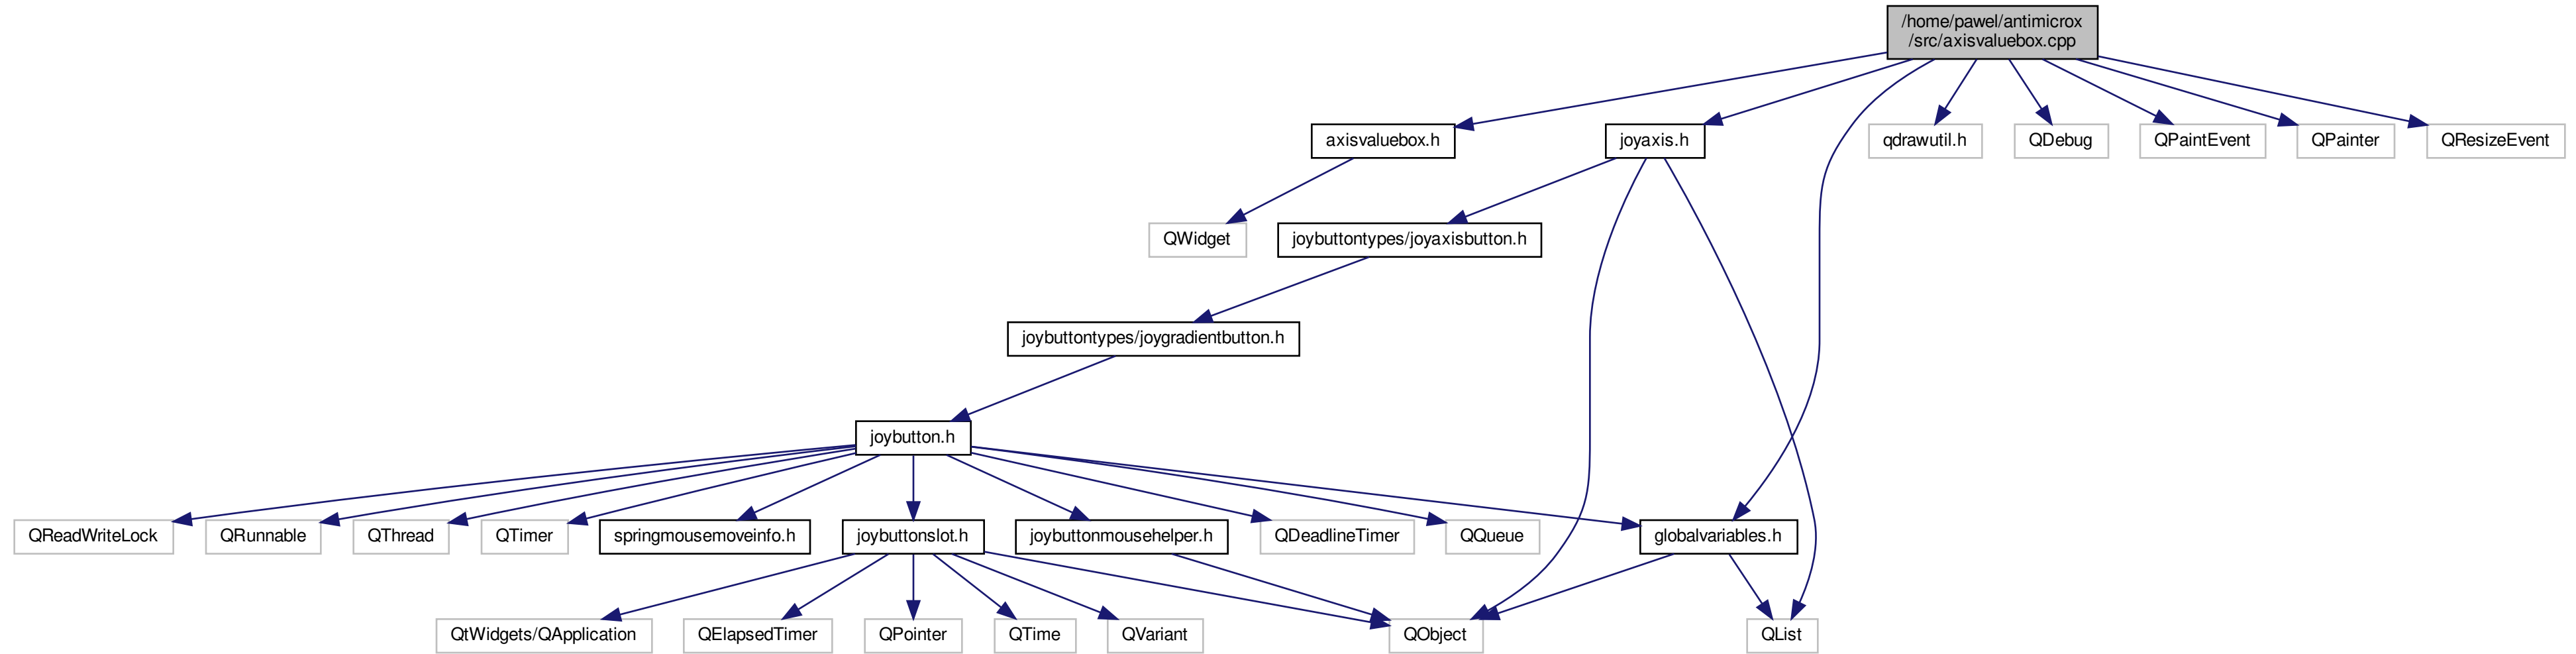 /home/pawel/antimicrox
/src/axisvaluebox.cpp
axisvaluebox.h
joyaxis.h
qdrawutil.h
QDebug
QPaintEvent
QPainter
QResizeEvent
QWidget
joybuttontypes/joyaxisbutton.h
joybuttontypes/joygradientbutton.h
joybutton.h
QReadWriteLock
QRunnable
QThread
QTimer
springmousemoveinfo.h
joybuttonslot.h
joybuttonmousehelper.h
QDeadlineTimer
QQueue
globalvariables.h
QtWidgets/QApplication
QElapsedTimer
QPointer
QTime
QVariant
QObject
QList